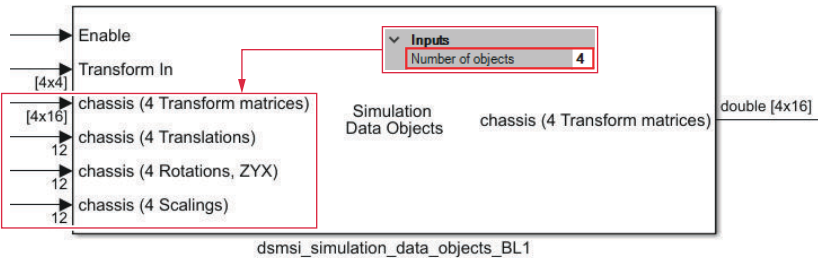 Enable
Inputs
Number of objects 4
Transform In
[4x4]
chassis (4 Transform matrices)
[4x16]
Simulation
Data Objects
chassis (4 Transform matrices)
double [4x16]
chassis (4 Translations)
12
chassis (4 Rotations, ZYX)
12
chassis (4 Scalings)
12
dsmsi_simulation_data_objects_BL1